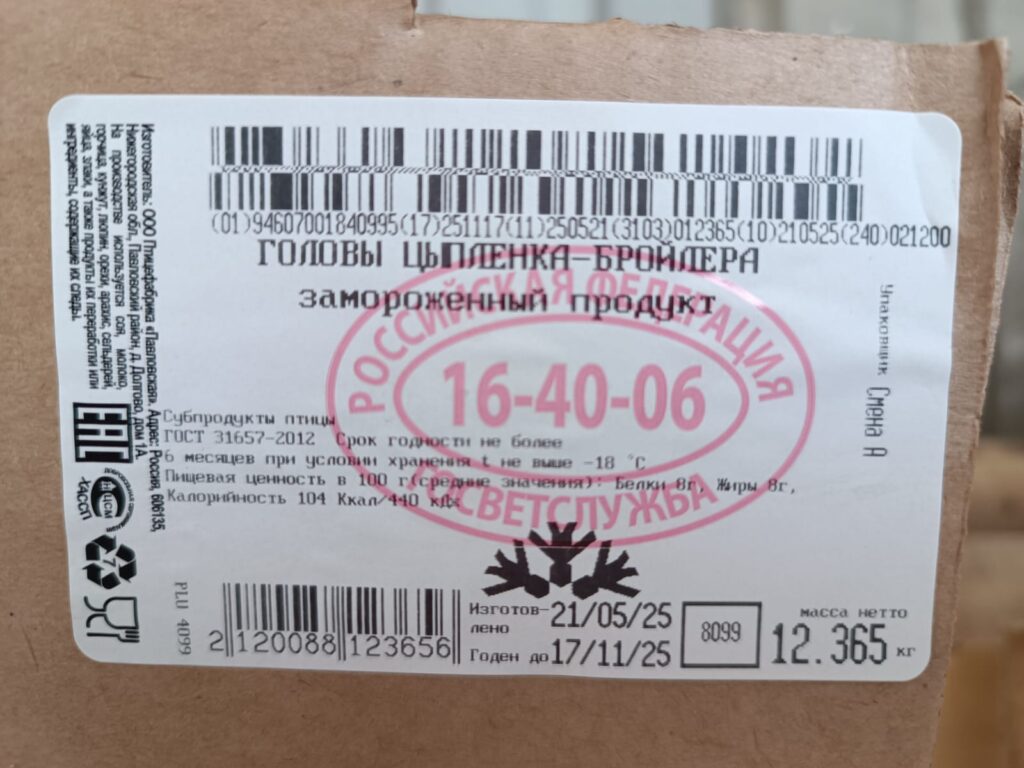 (01)94607001840995(17)251117(11)250521(3103)012365(10)210525(240)021200
ГОЛОВЫ ЦЫПЛЕНКА-БРОЙЛЕРА
замороженный продукт
РОССИЙСКАЯ ФЕДЕРАЦИЯ
16-40-06
РОСВЕТСЛУЖБА
Упаковщик Смена А
Субпродукты птицы
ГОСТ 31657-2012 Срок годности не более
6 месяцев при условии хранения t не выше -18 °С
Пищевая ценность в 100 г(средние значения): Белки 8г, Жиры 8г,
Калорийность 104 Ккал/440 кДж
Изготовитель: ООО Птицефабрика «Павловская». Адрес: Россия, 606135,
Нижегородская обл., Павловский район, д. Долгово, дом 1А.
На производстве используется соя, молоко,
горчица, кунжут, люпин, орехи, арахис, сельдерей,
яйца, злаки, а также продукты их переработки или
ингредиенты, содержащие их следы.
EAC
7
PLU 4099
2 120088 123656
Изготов-
лено
21/05/25
Годен до 17/11/25
8099
масса нетто
12.365 кг